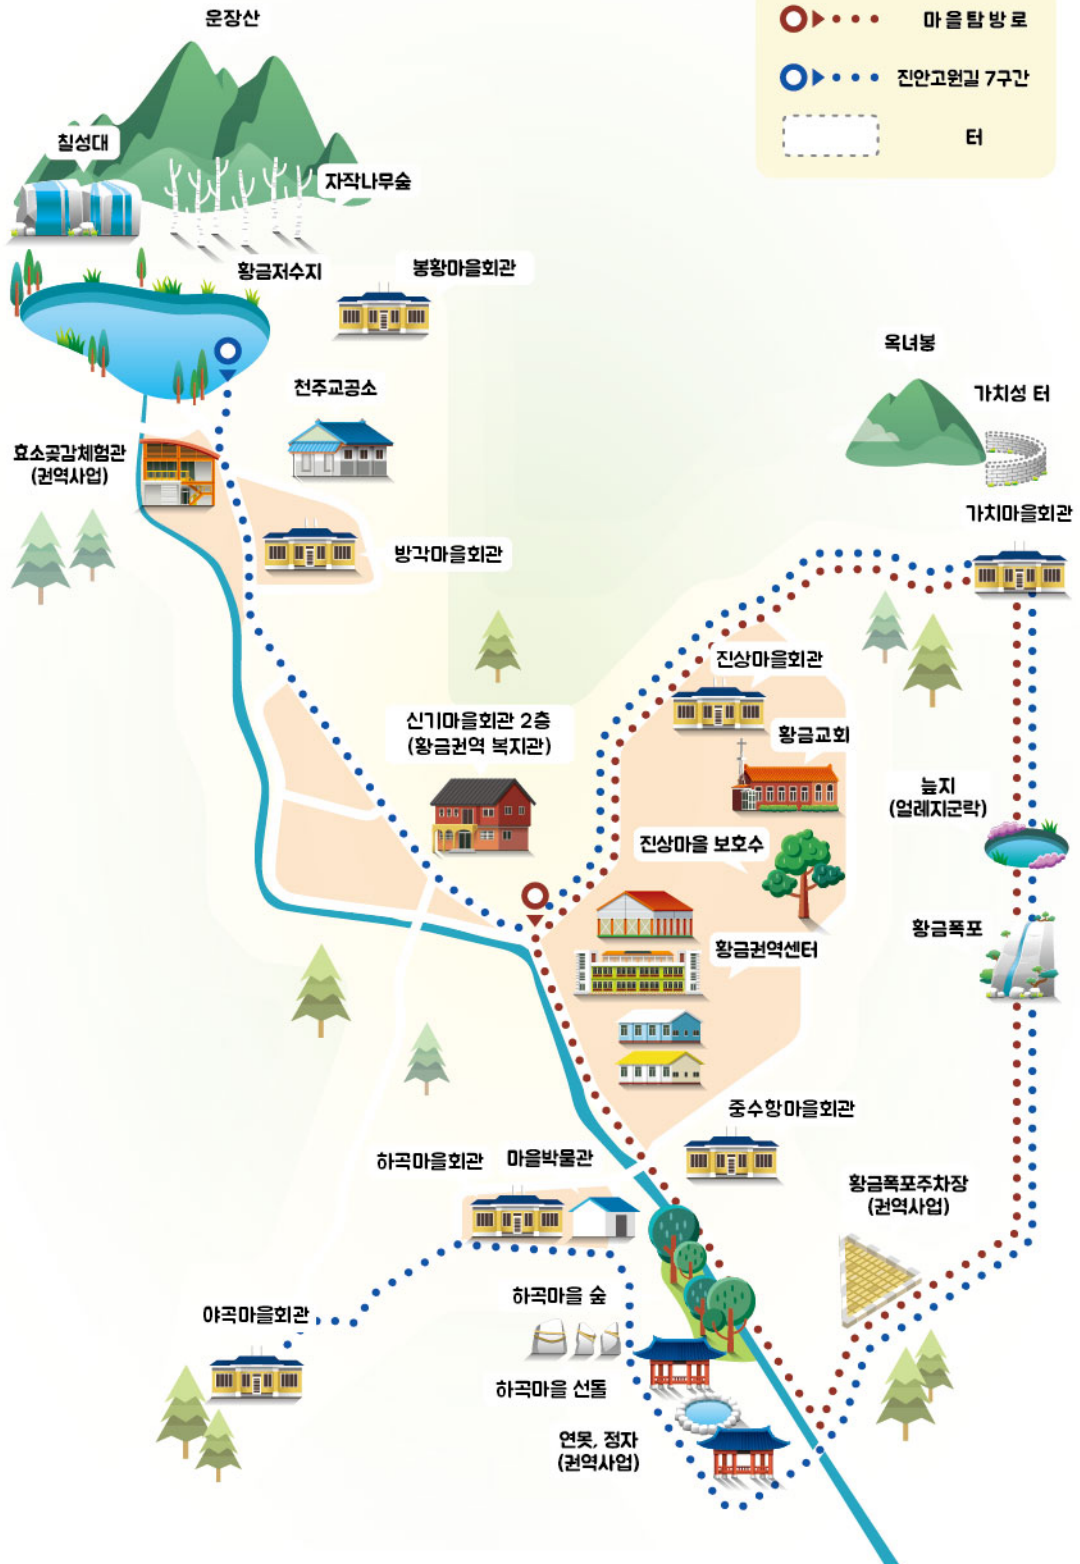 운장산
마을탐방로
진안고원길 7구간
터
칠성대
자작나무숲
황금저수지
봉황마을회관
옥녀봉
가치성 터
천주교공소
효소곶감체험관
(권역사업)
가치마을회관
방각마을회관
진상마을회관
신기마을회관 2층
(황금권역 복지관)
황금교회
늪지
(얼레지군락)
진상마을 보호수
황금폭포
황금권역센터
중수항마을회관
하곡마을회관
마을박물관
황금폭포주차장
(권역사업)
하곡마을 숲
야곡마을회관
하곡마을 선돌
연못, 정자
(권역사업)